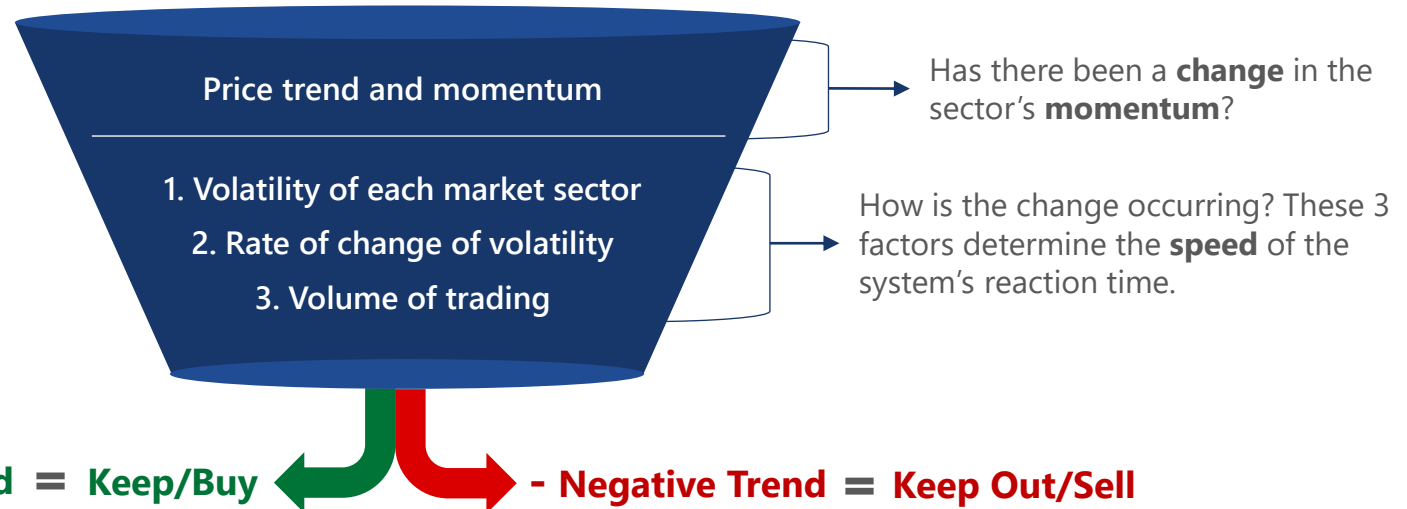 Price trend and momentum
Has there been a change in the
sector's momentum?
1. Volatility of each market sector
2. Rate of change of volatility
3. Volume of trading
How is the change occurring? These 3
factors determine the speed of the
system's reaction time.
= Keep/Buy
- Negative Trend = Keep Out/Sell